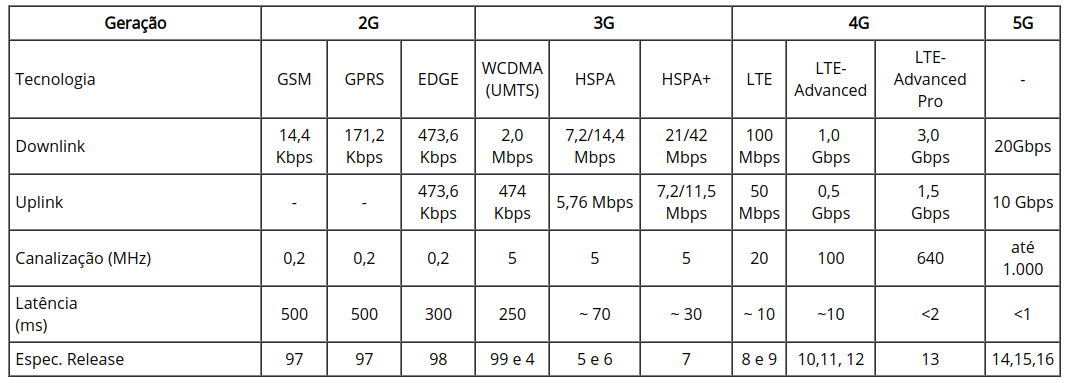 Geração 2G 3G 4G 5G
Tecnologia GSM GPRS EDGE WCDMA (UMTS) HSPA HSPA+ LTE LTE-Advanced LTE-Advanced Pro -
Downlink 14,4 Kbps 171,2 Kbps 473,6 Kbps 2,0 Mbps 7,2/14,4 Mbps 21/42 Mbps 100 Mbps 1,0 Gbps 3,0 Gbps 20Gbps
Uplink - - 473,6 Kbps 474 Kbps 5,76 Mbps 7,2/11,5 Mbps 50 Mbps 0,5 Gbps 1,5 Gbps 10 Gbps
Canalização (MHz) 0,2 0,2 0,2 5 5 5 20 100 640 até 1.000
Latência (ms) 500 500 300 250 ~ 70 ~ 30 ~ 10 ~10 <2 <1
Espec. Release 97 97 98 99 e 4 5 e 6 7 8 e 9 10,11, 12 13 14,15,16